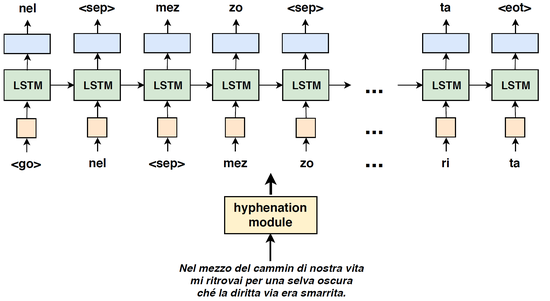 nel <sep> mez zo <sep> ta <eot>
LSTM LSTM LSTM LSTM LSTM ... LSTM LSTM
...
<go> nel <sep> mez zo ... ri ta
hyphenation
module
Nel mezzo del cammin di nostra vita
mi ritrovai per una selva oscura
ché la diritta via era smarrita.